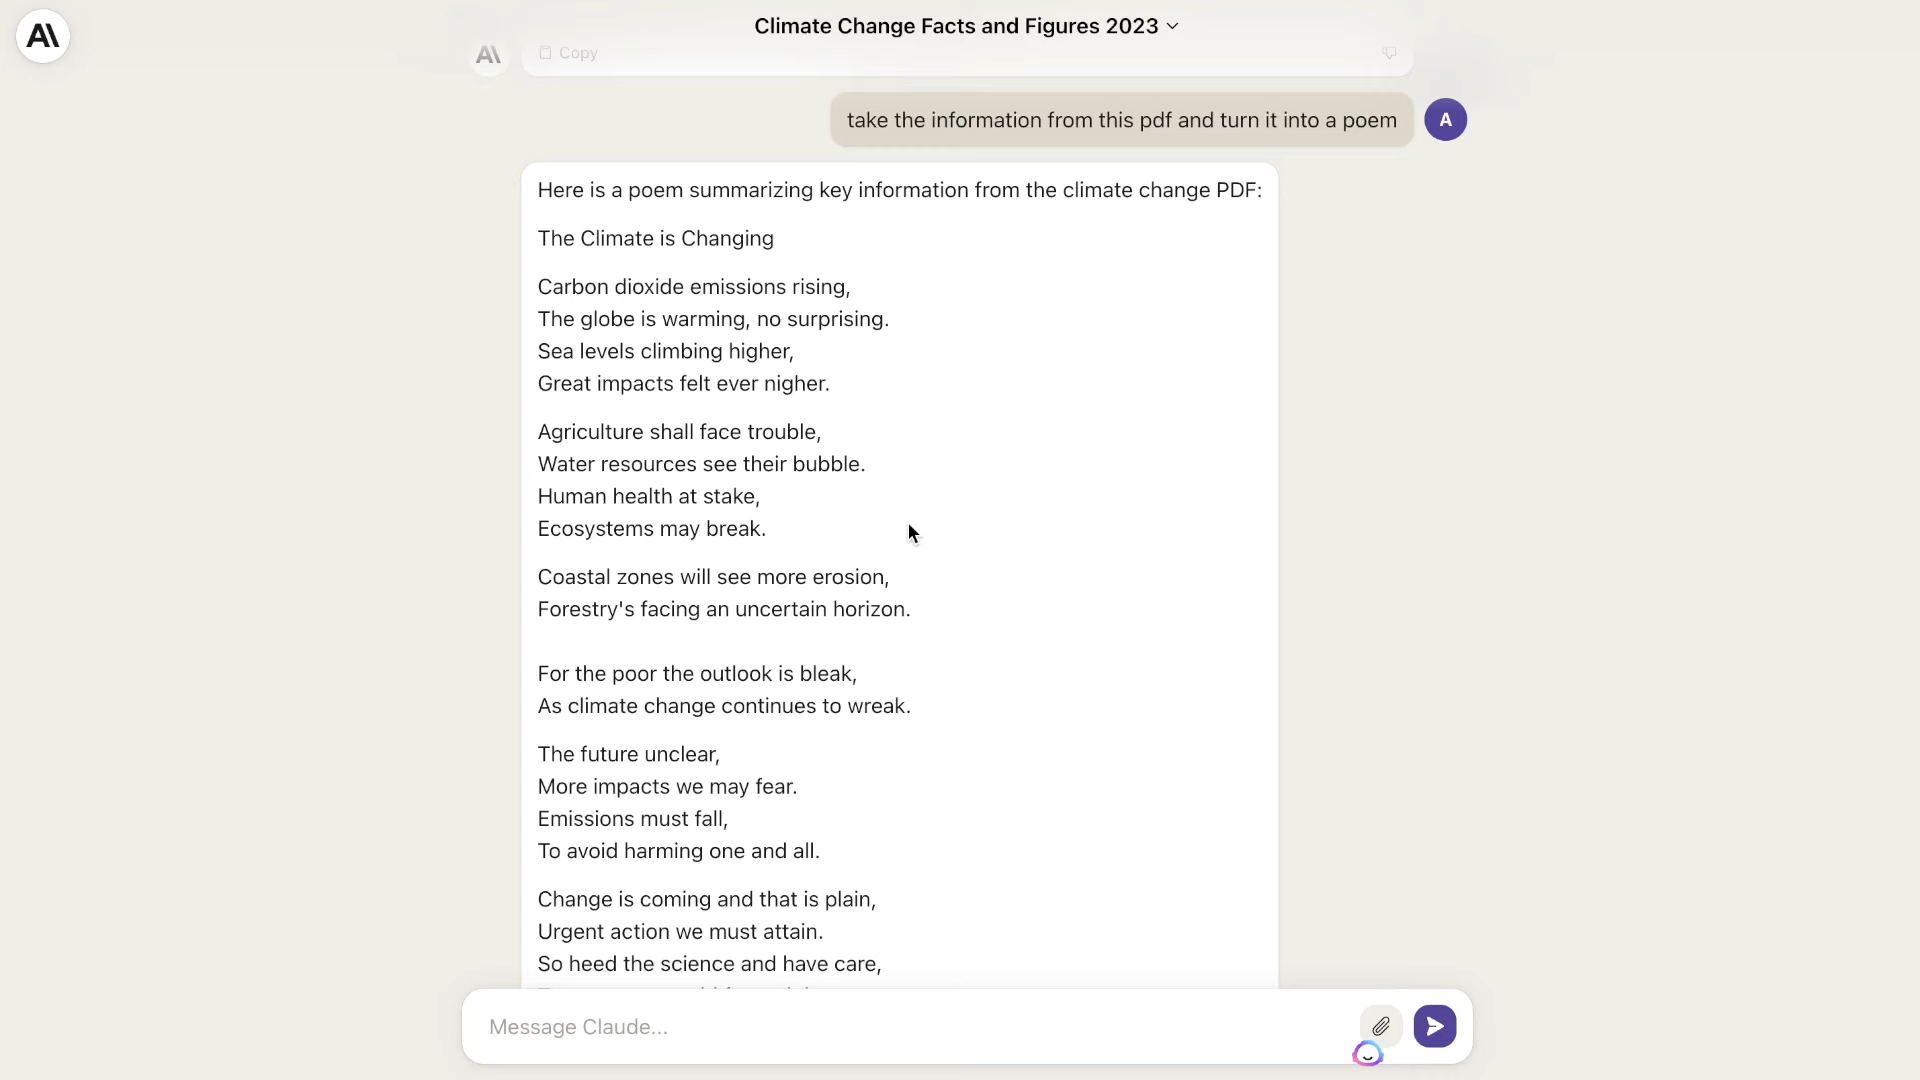 Climate Change Facts and Figures 2023
Copy
take the information from this pdf and turn it into a poem
A
Here is a poem summarizing key information from the climate change PDF:
The Climate is Changing
Carbon dioxide emissions rising,
The globe is warming, no surprising.
Sea levels climbing higher,
Great impacts felt ever nigher.
Agriculture shall face trouble,
Water resources see their bubble.
Human health at stake,
Ecosystems may break.
Coastal zones will see more erosion,
Forestry's facing an uncertain horizon.
For the poor the outlook is bleak,
As climate change continues to wreak.
The future unclear,
More impacts we may fear.
Emissions must fall,
To avoid harming one and all.
Change is coming and that is plain,
Urgent action we must attain.
So heed the science and have care,
Message Claude...